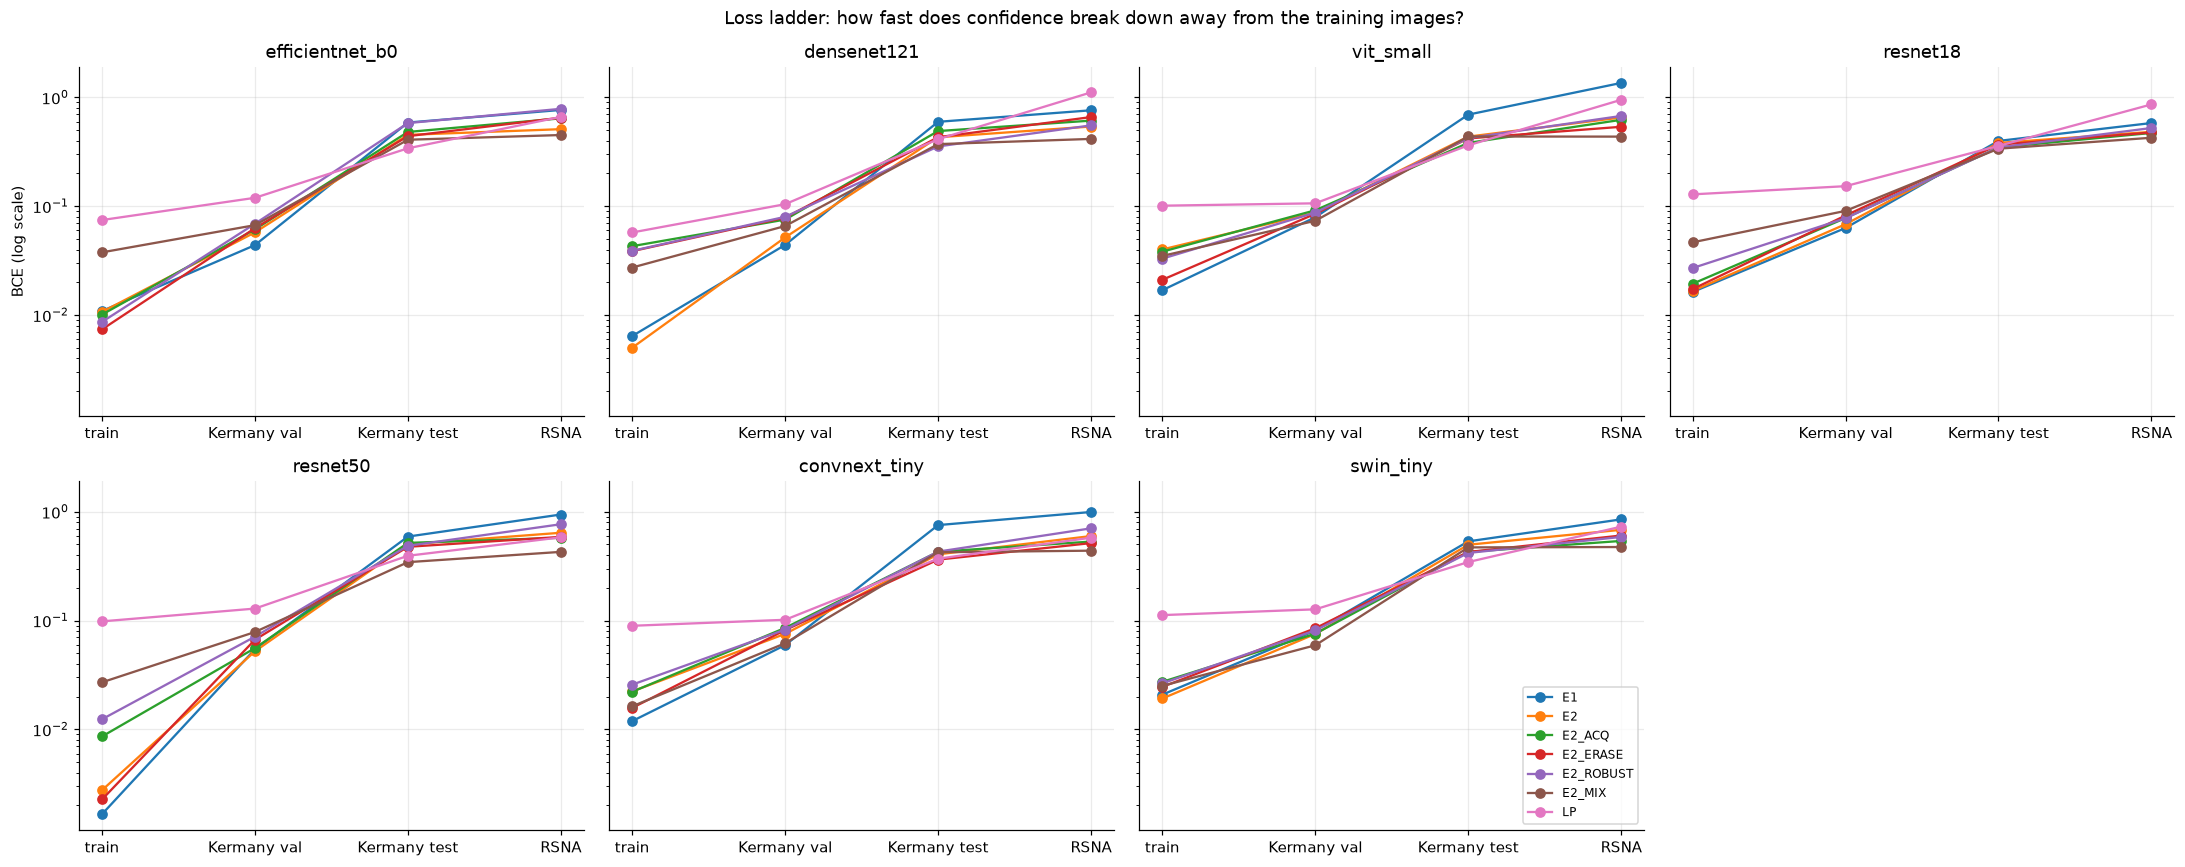 Loss ladder: how fast does confidence break down away from the training images?
efficientnet_b0
densenet121
vit_small
resnet18
BCE (log scale)
10⁰
10⁻¹
10⁻²
train Kermany val Kermany test RSNA
train Kermany val Kermany test RSNA
train Kermany val Kermany test RSNA
train Kermany val Kermany test RSNA
resnet50
convnext_tiny
swin_tiny
10⁰
10⁻¹
10⁻²
E1
E2
E2_ACQ
E2_ERASE
E2_ROBUST
E2_MIX
LP
train Kermany val Kermany test RSNA
train Kermany val Kermany test RSNA
train Kermany val Kermany test RSNA